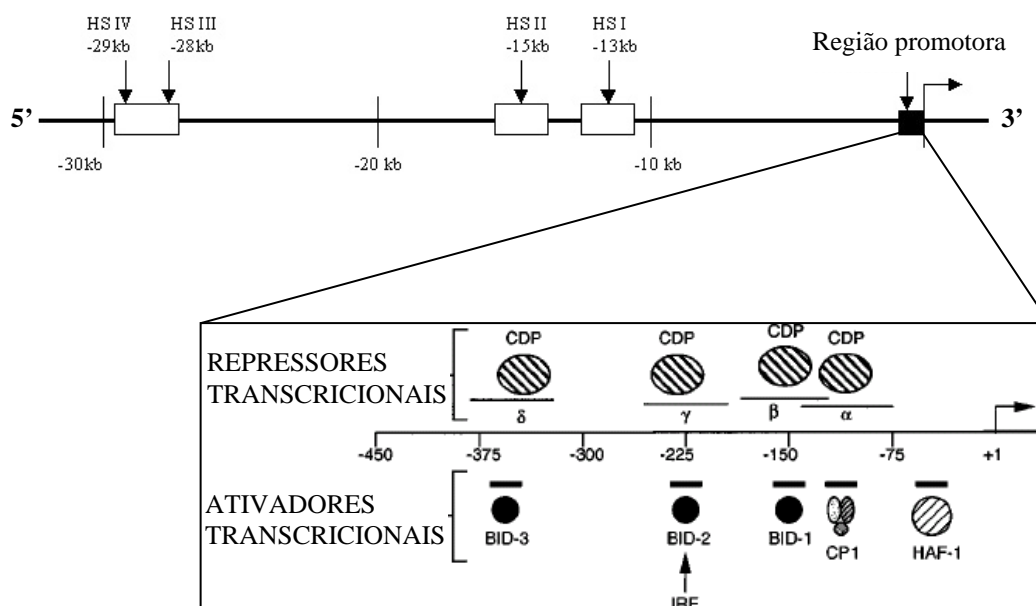 HS IV HS III HS II HS I
-29kb -28kb -15kb -13kb
Região promotora
5’ 3’
-30kb -20 kb -10 kb
REPRESSORES
TRANSCRICIONAIS
CDP CDP CDP CDP
δ γ β α
-450 -375 -300 -225 -150 -75 +1
ATIVADORES
TRANSCRICIONAIS
BID-3 BID-2 BID-1 CP1 HAF-1
IRF